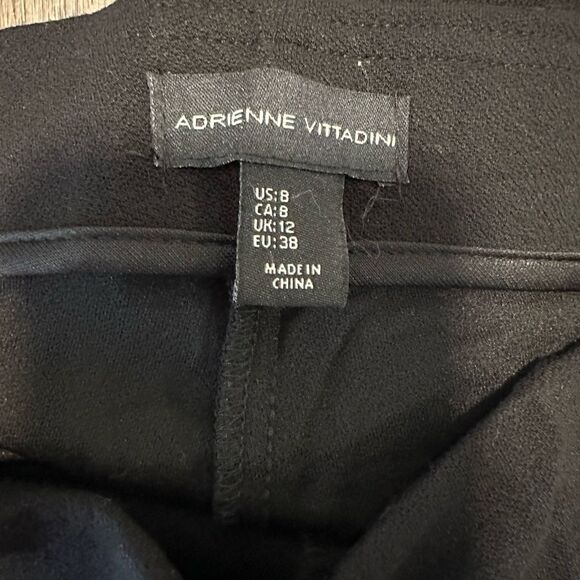 ADRIENNE VITTADINI
US:8
CA:8
UK:12
EU:38
MADE IN
CHINA